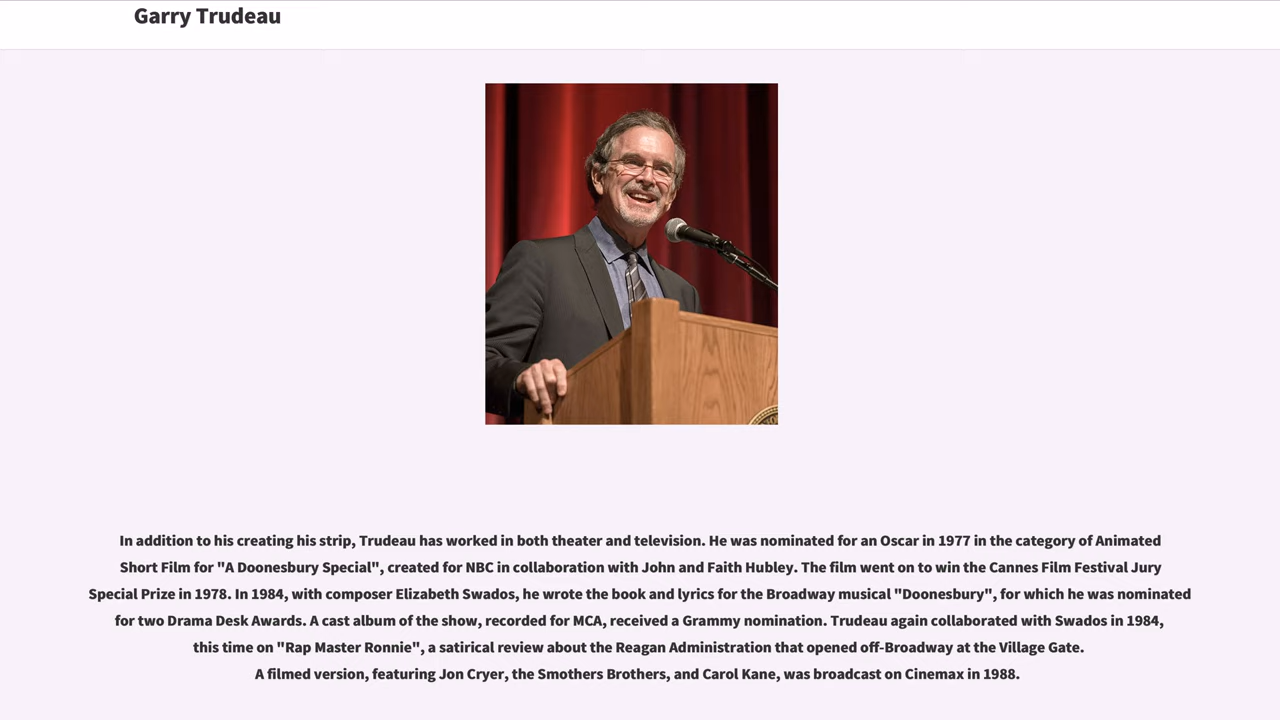 Garry Trudeau
In addition to his creating his strip, Trudeau has worked in both theater and television. He was nominated for an Oscar in 1977 in the category of Animated
Short Film for "A Doonesbury Special", created for NBC in collaboration with John and Faith Hubley. The film went on to win the Cannes Film Festival Jury
Special Prize in 1978. In 1984, with composer Elizabeth Swados, he wrote the book and lyrics for the Broadway musical "Doonesbury", for which he was nominated
for two Drama Desk Awards. A cast album of the show, recorded for MCA, received a Grammy nomination. Trudeau again collaborated with Swados in 1984,
this time on "Rap Master Ronnie", a satirical review about the Reagan Administration that opened off-Broadway at the Village Gate.
A filmed version, featuring Jon Cryer, the Smothers Brothers, and Carol Kane, was broadcast on Cinemax in 1988.